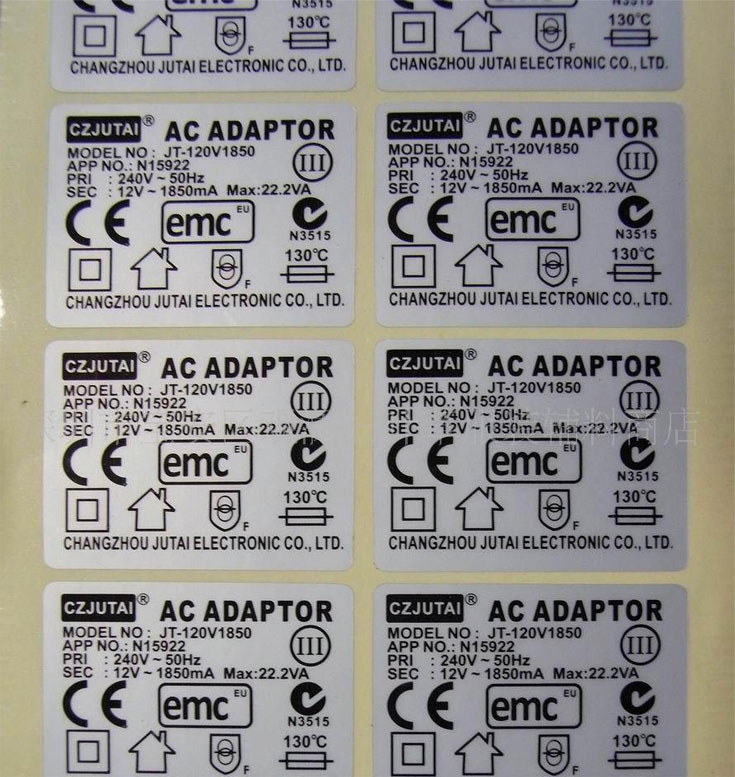 emc
N3515
130℃
F
CHANGZHOU JUTAI ELECTRONIC CO., LTD.
emc
N3515
130℃
F
CHANGZHOU JUTAI ELECTRONIC CO., LTD.
CZJUTAI® AC ADAPTOR
MODEL NO : JT-120V1850
APP NO.: N15922
III
PRI : 240V ~ 50Hz
SEC : 12V ~ 1850mA Max:22.2VA
CE emc EU
N3515
130℃
F
CHANGZHOU JUTAI ELECTRONIC CO., LTD.
CZJUTAI® AC ADAPTOR
MODEL NO : JT-120V1850
APP NO.: N15922
III
PRI : 240V ~ 50Hz
SEC : 12V ~ 1850mA Max:22.2VA
CE emc EU
N3515
130℃
F
CHANGZHOU JUTAI ELECTRONIC CO., LTD.
CZJUTAI® AC ADAPTOR
MODEL NO : JT-120V1850
APP NO.: N15922
III
PRI : 240V ~ 50Hz
SEC : 12V ~ 1850mA Max:22.2VA
CE emc EU
N3515
130℃
F
CHANGZHOU JUTAI ELECTRONIC CO., LTD.
CZJUTAI® AC ADAPTOR
MODEL NO : JT-120V1850
APP NO.: N15922
III
PRI : 240V ~ 50Hz
SEC : 12V ~ 1850mA Max:22.2VA
CE emc EU
N3515
130℃
F
CHANGZHOU JUTAI ELECTRONIC CO., LTD.
辅料商店
CZJUTAI® AC ADAPTOR
MODEL NO : JT-120V1850
APP NO.: N15922
III
PRI : 240V ~ 50Hz
SEC : 12V ~ 1850mA Max:22.2VA
CE emc EU
N3515
130℃
F
CZJUTAI® AC ADAPTOR
MODEL NO : JT-120V1850
APP NO.: N15922
III
PRI : 240V ~ 50Hz
SEC : 12V ~ 1850mA Max:22.2VA
CE emc EU
N3515
130℃
F